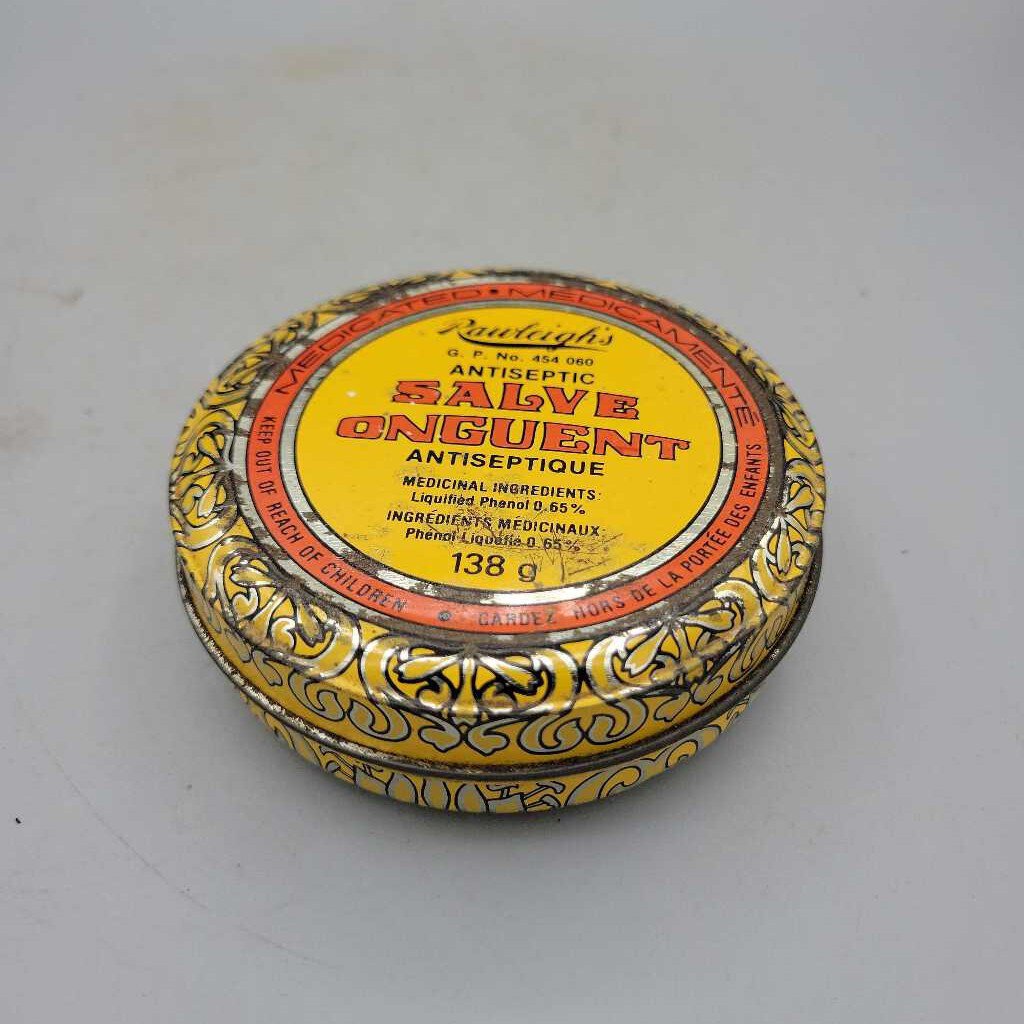 MEDICATED • MEDICAMENTÉ
Rawleigh's
G. P. No. 454 060
ANTISEPTIC
SALVE
ONGUENT
ANTISEPTIQUE
MEDICINAL INGREDIENTS:
Liquified Phenol 0.65%
INGRÉDIENTS MÉDICINAUX:
Phénol Liquéfié 0.65%
138 g
KEEP OUT OF REACH OF CHILDREN
GARDEZ HORS DE LA PORTÉE DES ENFANTS